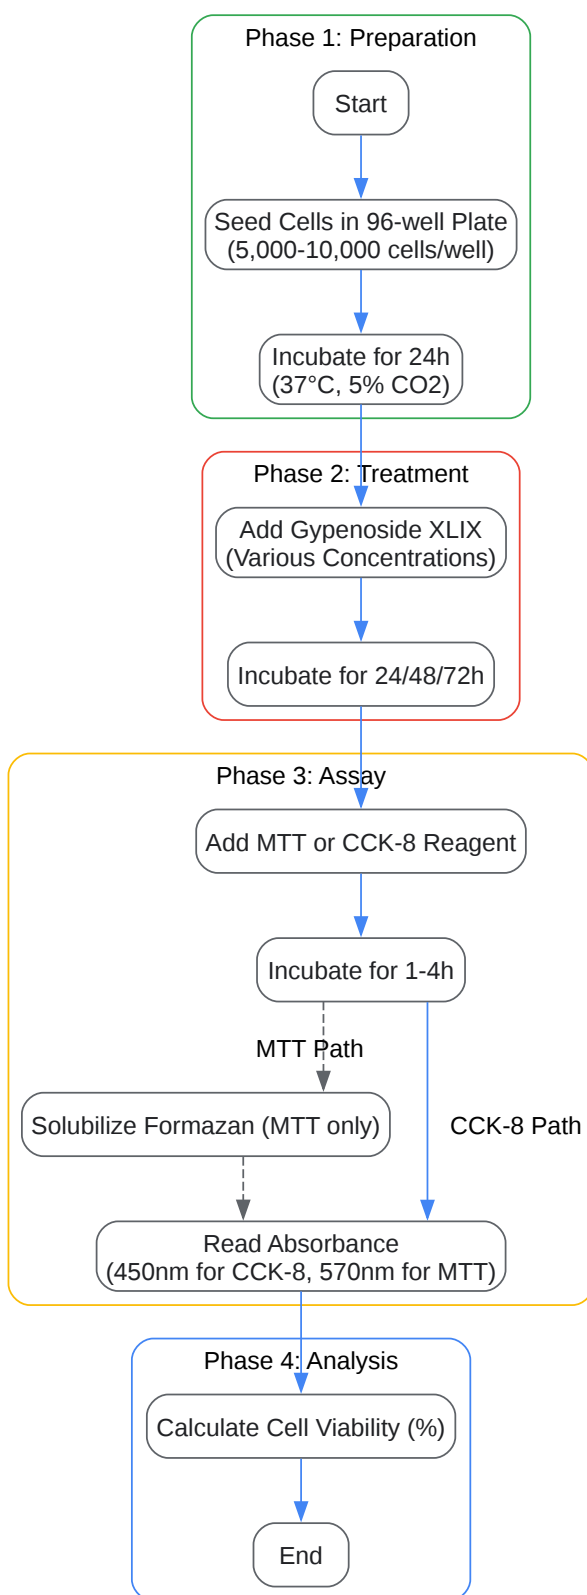 Phase 1: Preparation
Start
Seed Cells in 96-well Plate
(5,000-10,000 cells/well)
Incubate for 24h
(37°C, 5% CO2)
Phase 2: Treatment
Add Gypenoside XLIX
(Various Concentrations)
Incubate for 24/48/72h
Phase 3: Assay
Add MTT or CCK-8 Reagent
Incubate for 1-4h
MTT Path
Solubilize Formazan (MTT only)
CCK-8 Path
Read Absorbance
(450nm for CCK-8, 570nm for MTT)
Phase 4: Analysis
Calculate Cell Viability (%)
End